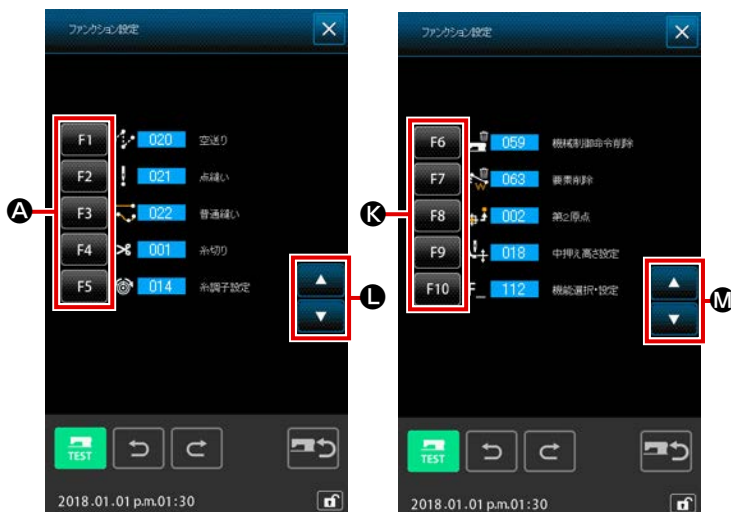 ファンクション設定
F1 020 空送り
F2 021 点縫い
A F3 022 普通縫い
F4 001 糸切り
F5 014 糸調子設定
L
TEST
2018.01.01 p.m.01:30
ファンクション設定
F6 059 機械制御命令削除
F7 063 要素削除
K F8 002 第2原点
F9 018 中押え高さ設定
F10 F_ 112 機能選択・設定
M
TEST
2018.01.01 p.m.01:30